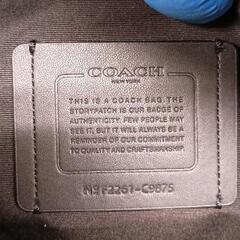 COACH
NEW YORK
THIS IS A COACH BAG. THE
STORYPATCH IS OUR BADGE OF
AUTHENTICITY. FEW PEOPLE MAY
SEE IT, BUT IT WILL ALWAYS BE A
REMINDER OF OUR COMMITMENT
TO QUALITY AND CRAFTSMANSHIP.
Nº F2261-C9875